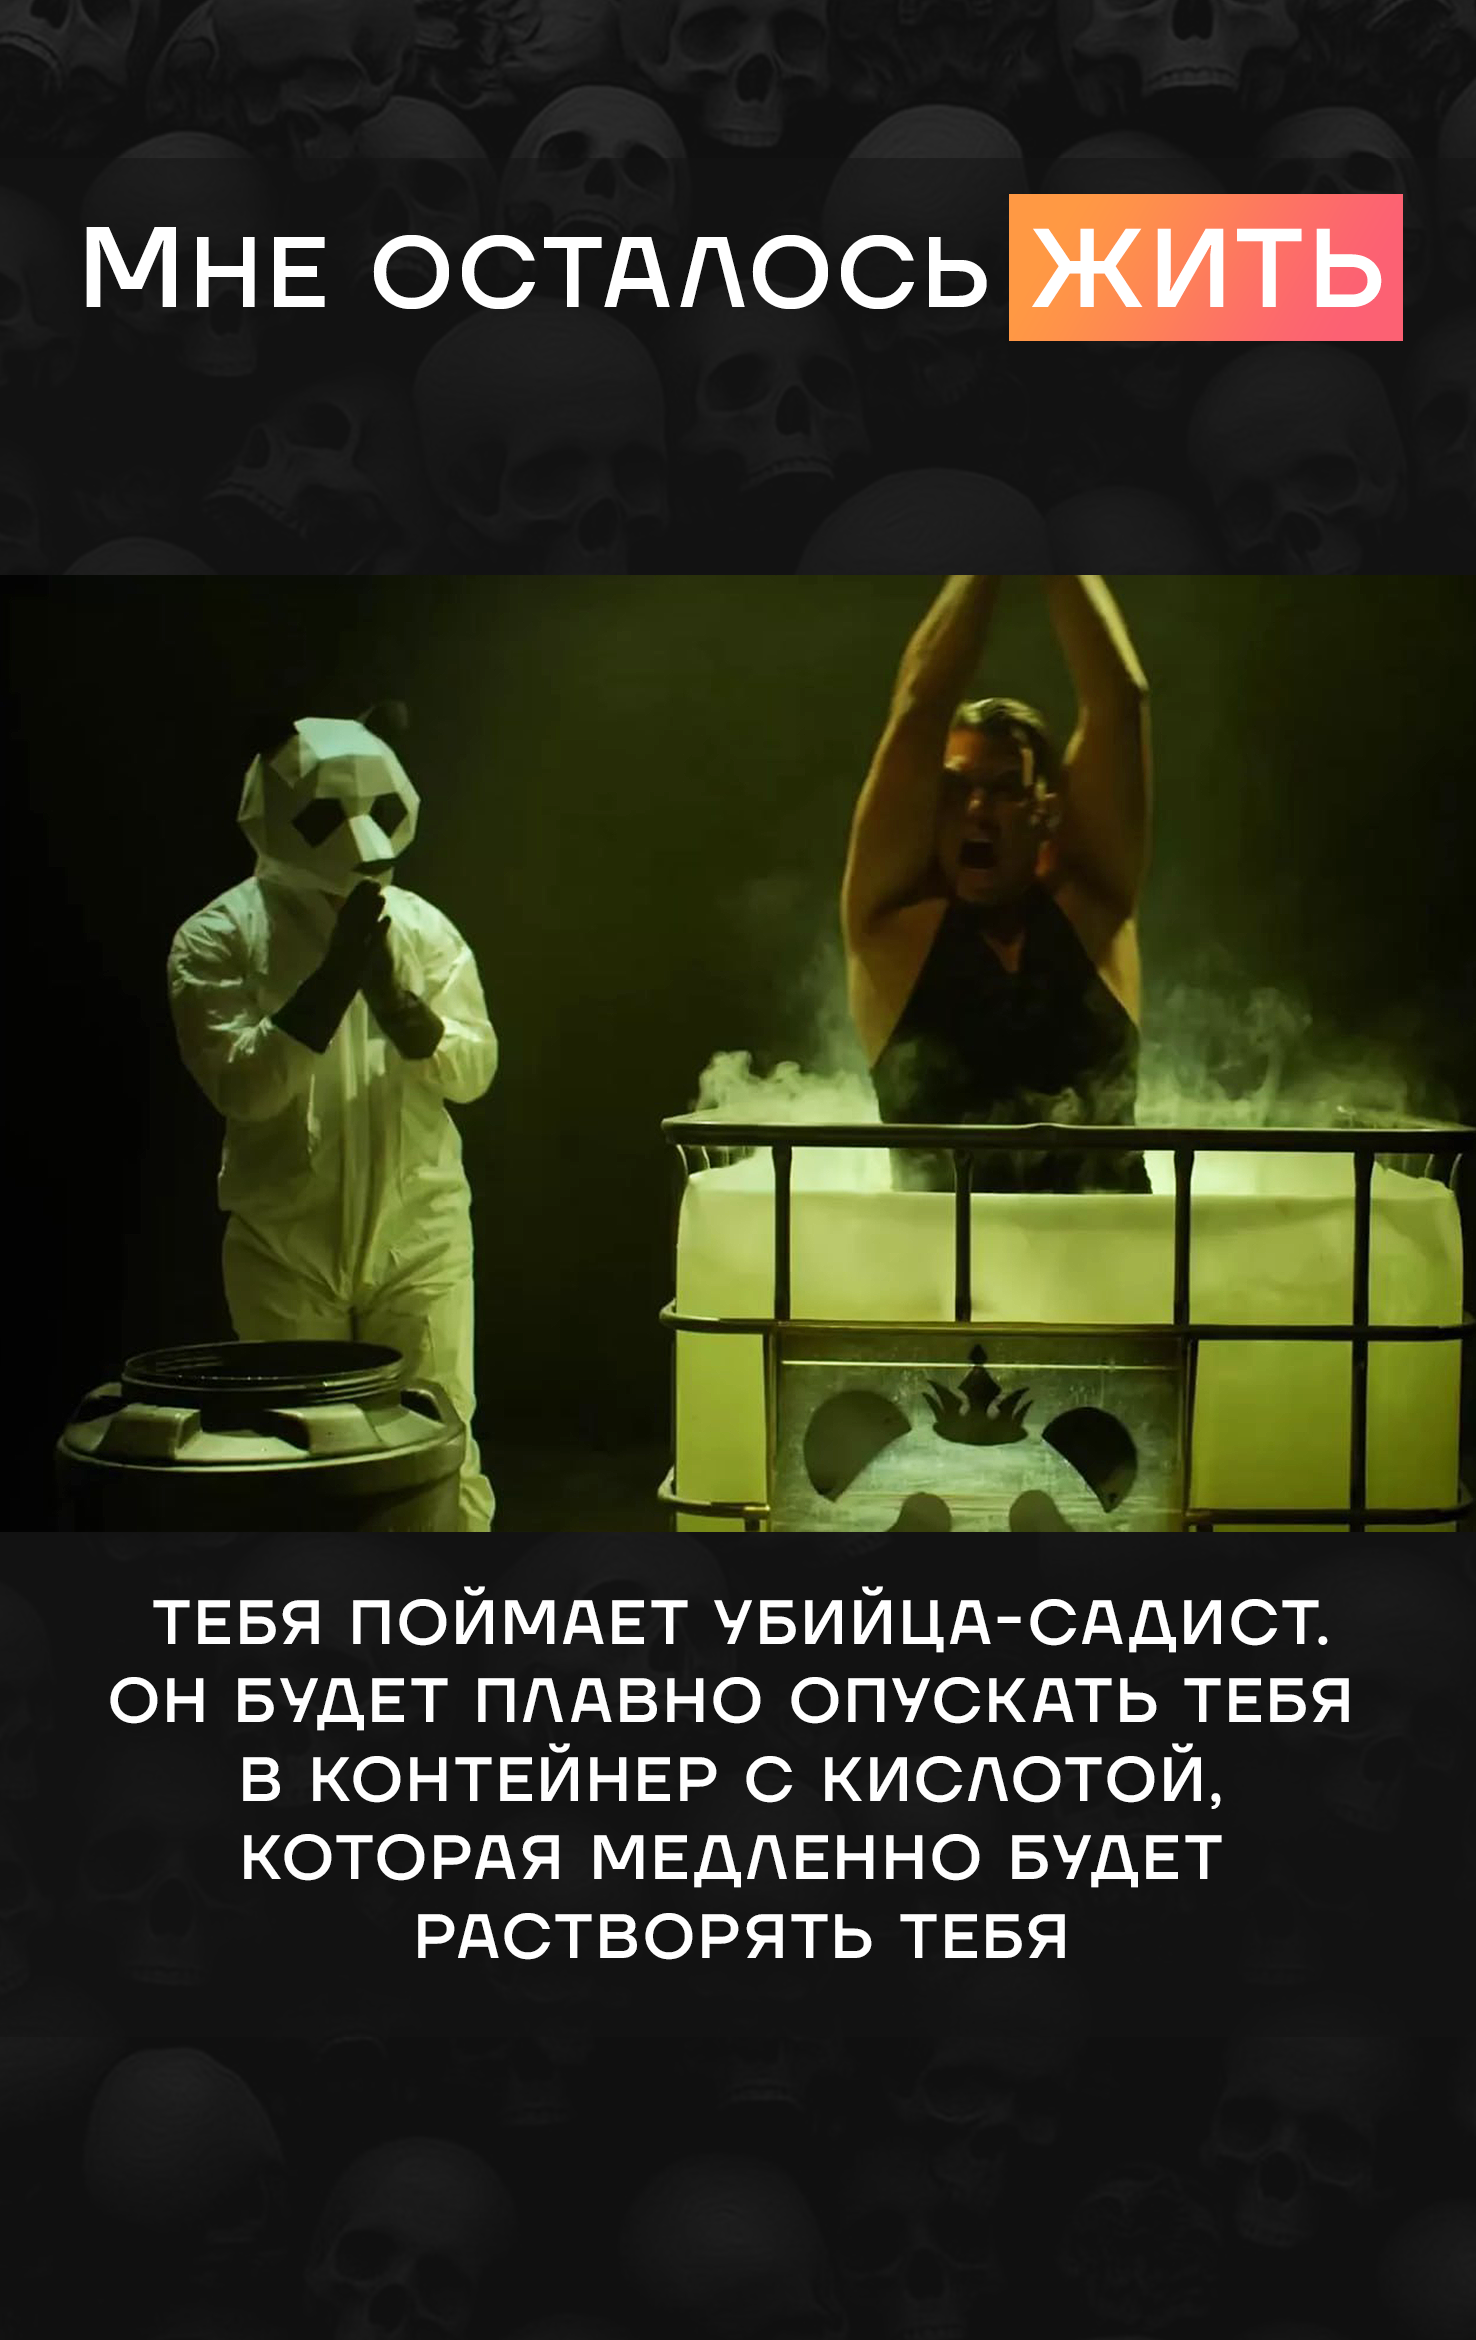 Мне осталось жить
ТЕБЯ ПОЙМАЕТ УБИЙЦА-САДИСТ.
ОН БУДЕТ ПЛАВНО ОПУСКАТЬ ТЕБЯ
В КОНТЕЙНЕР С КИСЛОТОЙ,
КОТОРАЯ МЕДЛЕННО БУДЕТ
РАСТВОРЯТЬ ТЕБЯ